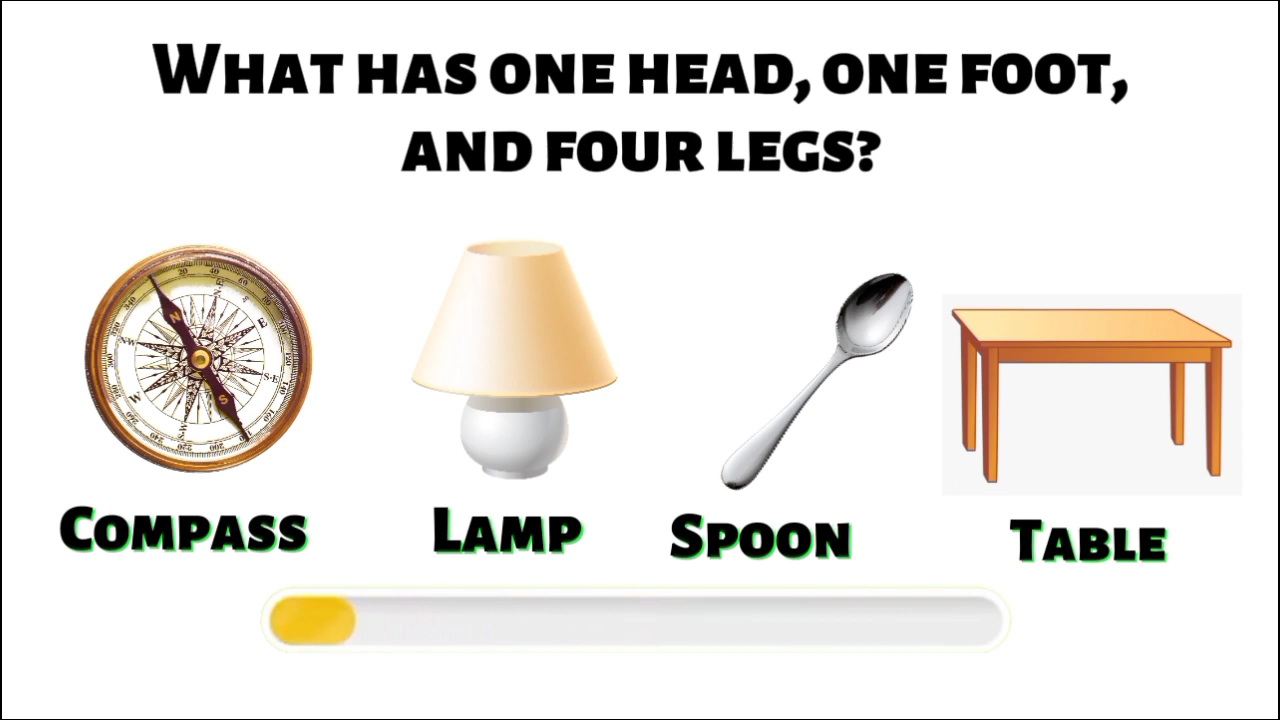 WHAT HAS ONE HEAD, ONE FOOT,
AND FOUR LEGS?
COMPASS
LAMP
SPOON
TABLE